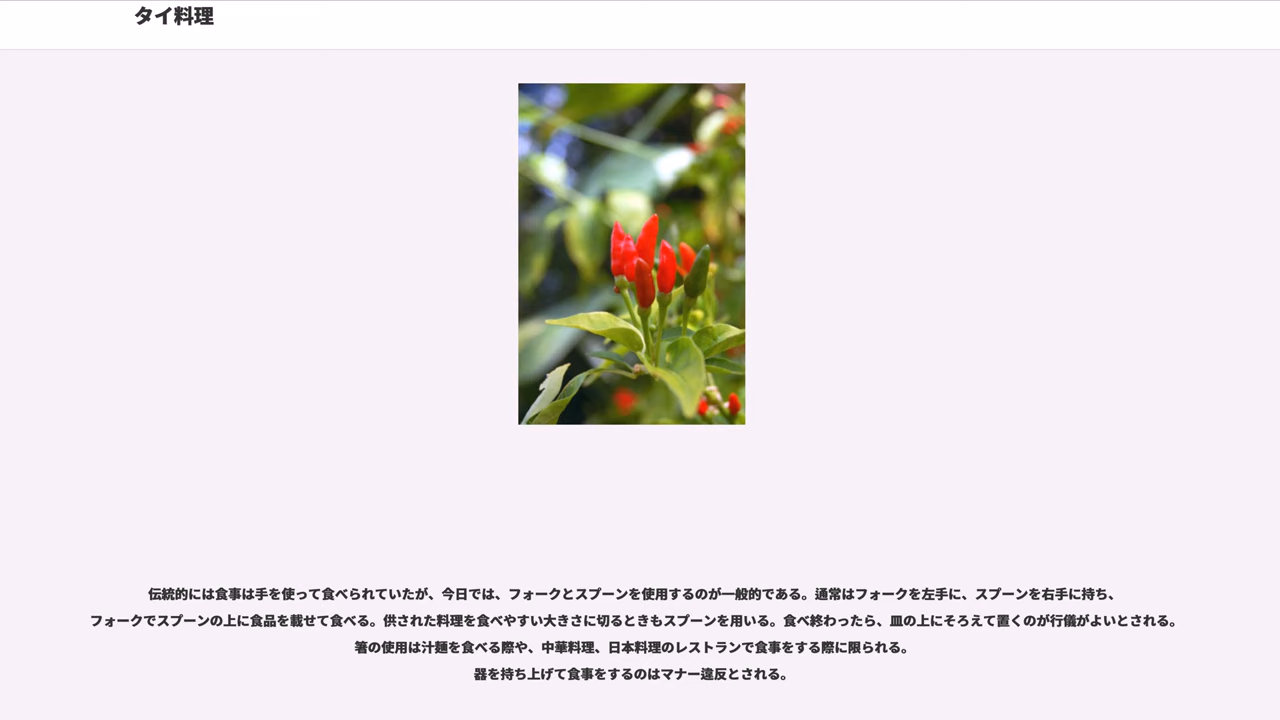 タイ料理
伝統的には食事は手を使って食べられていたが、今日では、フォークとスプーンを使用するのが一般的である。通常はフォークを左手に、スプーンを右手に持ち、
フォークでスプーンの上に食品を載せて食べる。供された料理を食べやすい大きさに切るときもスプーンを用いる。食べ終わったら、皿の上にそろえて置くのが行儀がよいとされる。
箸の使用は汁麺を食べる際や、中華料理、日本料理のレストランで食事をする際に限られる。
器を持ち上げて食事をするのはマナー違反とされる。